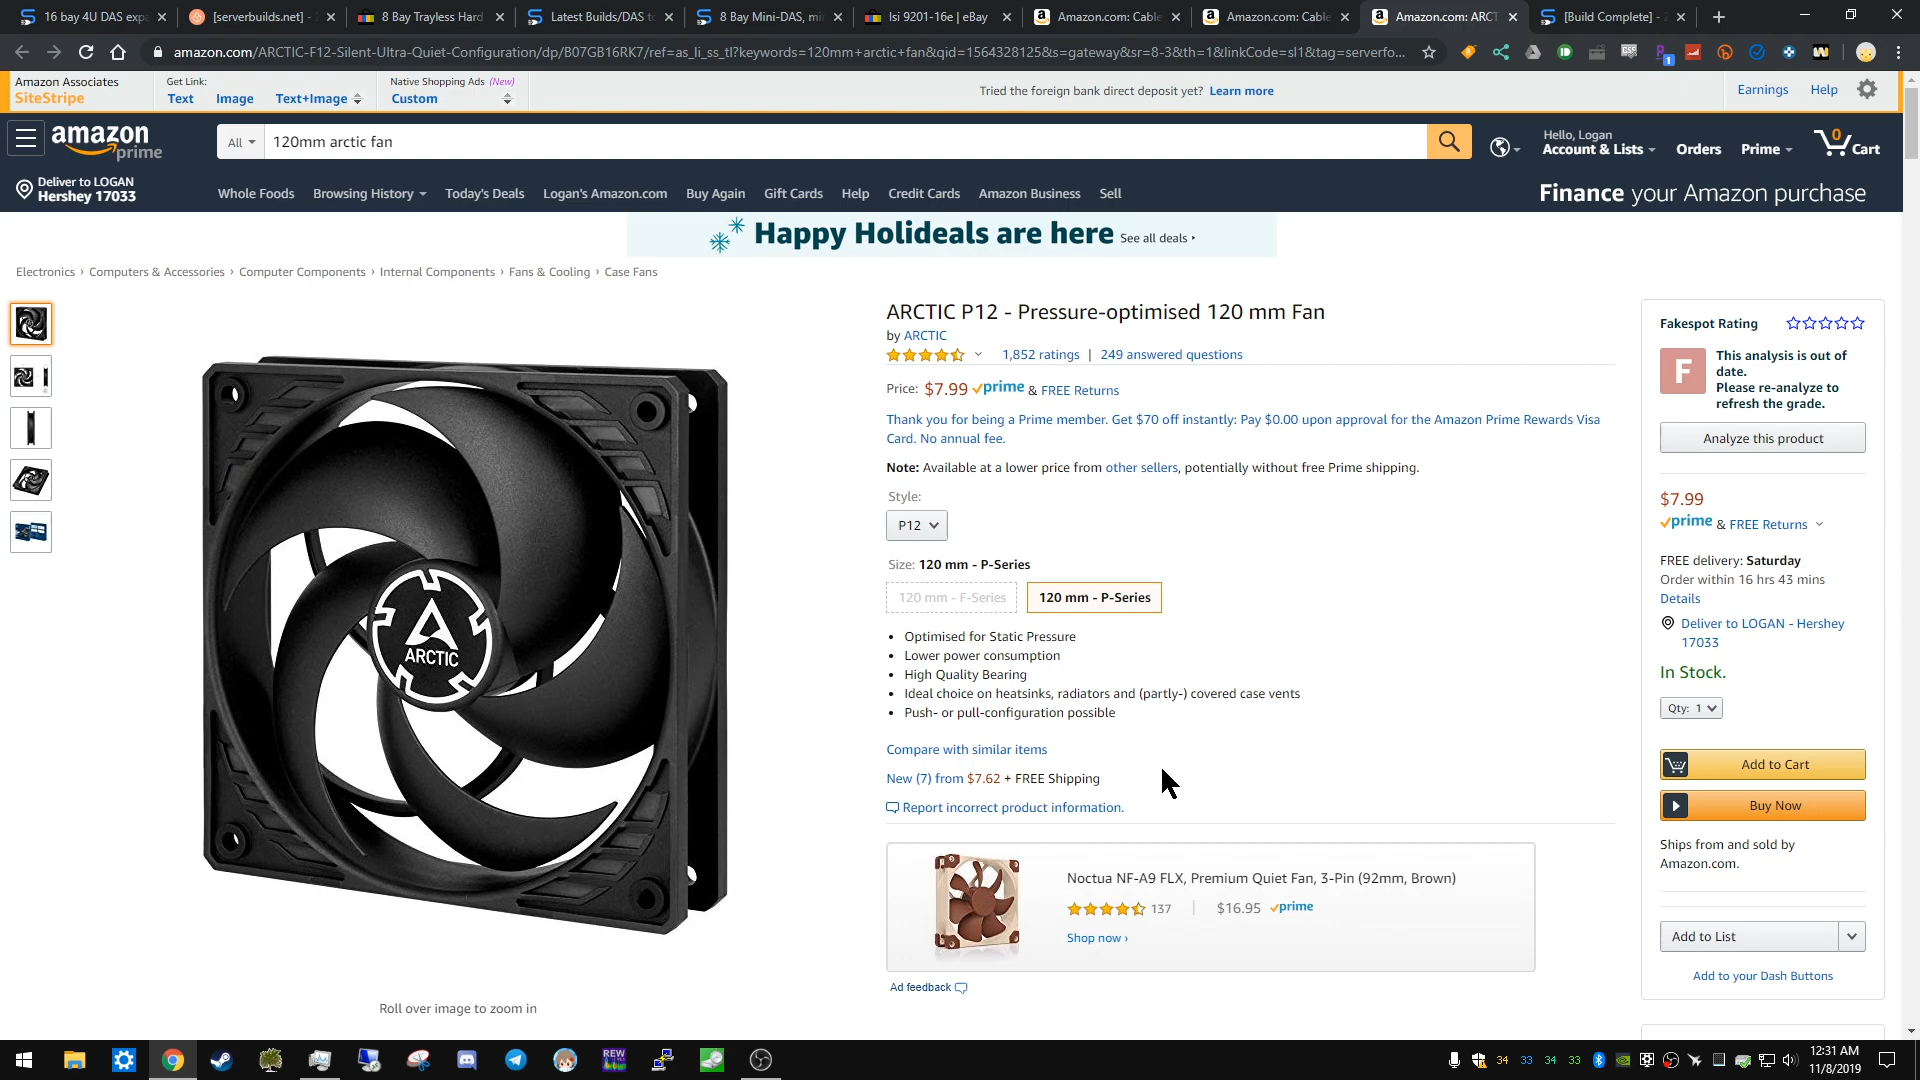 16 bay 4U DAS exp
[serverbuilds.net] -
8 Bay Trayless Hard
Latest Builds/DAS t
8 Bay Mini-DAS, mi
lsi 9201-16e | eBay
Amazon.com: Cable
Amazon.com: Cable
Amazon.com: ARCT
[Build Complete] - 2
amazon.com/ARCTIC-F12-Silent-Ultra-Quiet-Configuration/dp/B07GB16RK7/ref=as_li_ss_tl?keywords=120mm+arctic+fan&qid=1564328125&s=gateway&sr=8-3&th=1&linkCode=sl1&tag=serverfo...
Amazon Associates
SiteStripe
Get Link:
Text Image Text+Image
Native Shopping Ads (New)
Custom
Tried the foreign bank direct deposit yet? Learn more
Earnings Help
amazon prime
All
120mm arctic fan
Hello, Logan
Account & Lists
Orders
Prime
0
Cart
Deliver to LOGAN
Hershey 17033
Whole Foods Browsing History Today's Deals Logan's Amazon.com Buy Again Gift Cards Help Credit Cards Amazon Business Sell
Finance your Amazon purchase
Happy Holideals are here See all deals
Electronics › Computers & Accessories › Computer Components › Internal Components › Fans & Cooling › Case Fans
ARCTIC
Roll over image to zoom in
ARCTIC P12 - Pressure-optimised 120 mm Fan
by ARCTIC
1,852 ratings | 249 answered questions
Price: $7.99 prime & FREE Returns
Thank you for being a Prime member. Get $70 off instantly: Pay $0.00 upon approval for the Amazon Prime Rewards Visa
Card. No annual fee.
Note: Available at a lower price from other sellers, potentially without free Prime shipping.
Style:
P12
Size: 120 mm - P-Series
120 mm - F-Series
120 mm - P-Series
• Optimised for Static Pressure
• Lower power consumption
• High Quality Bearing
• Ideal choice on heatsinks, radiators and (partly-) covered case vents
• Push- or pull-configuration possible
Compare with similar items
New (7) from $7.62 + FREE Shipping
Report incorrect product information.
Noctua NF-A9 FLX, Premium Quiet Fan, 3-Pin (92mm, Brown)
137 | $16.95 prime
Shop now ›
Ad feedback
Fakespot Rating
F
This analysis is out of
date.
Please re-analyze to
refresh the grade.
Analyze this product
$7.99
prime & FREE Returns
FREE delivery: Saturday
Order within 16 hrs 43 mins
Details
Deliver to LOGAN - Hershey
17033
In Stock.
Qty: 1
Add to Cart
Buy Now
Ships from and sold by
Amazon.com.
Add to List
Add to your Dash Buttons
REW
34 33 34 33
12:31 AM
11/8/2019